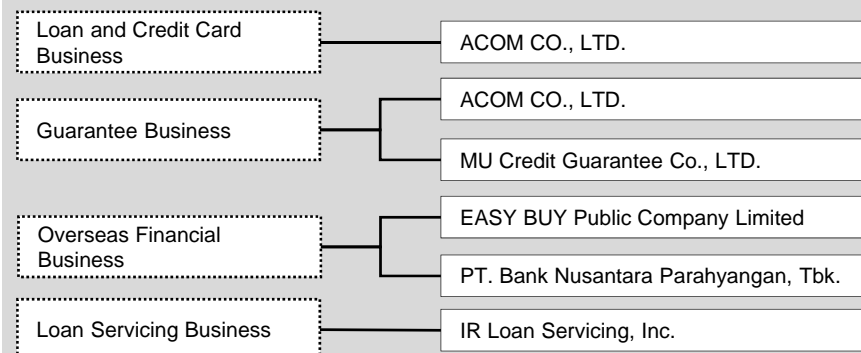 Loan and Credit Card
Business
ACOM CO., LTD.
Guarantee Business
ACOM CO., LTD.
MU Credit Guarantee Co., LTD.
Overseas Financial
Business
EASY BUY Public Company Limited
PT. Bank Nusantara Parahyangan, Tbk.
Loan Servicing Business
IR Loan Servicing, Inc.